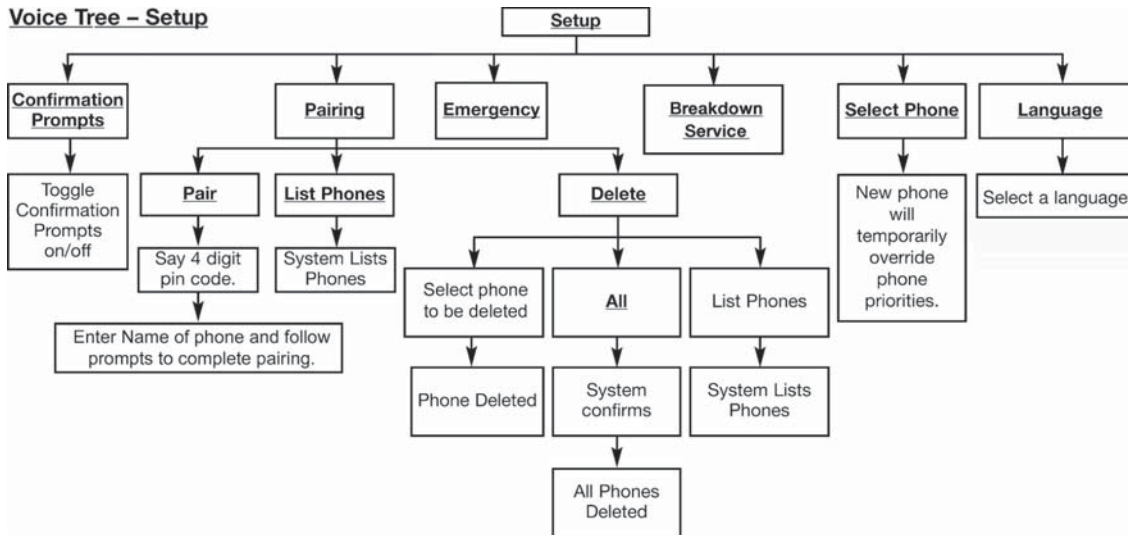 Voice Tree – Setup
Setup
Confirmation
Prompts
Pairing
Emergency
Breakdown
Service
Select Phone
Language
Toggle
Confirmation
Prompts
on/off
Pair
List Phones
Delete
New phone
will
temporarily
override
phone
priorities.
Select a language
Say 4 digit
pin code.
System Lists
Phones
Enter Name of phone and follow
prompts to complete pairing.
Select phone
to be deleted
All
List Phones
Phone Deleted
System
confirms
System Lists
Phones
All Phones
Deleted